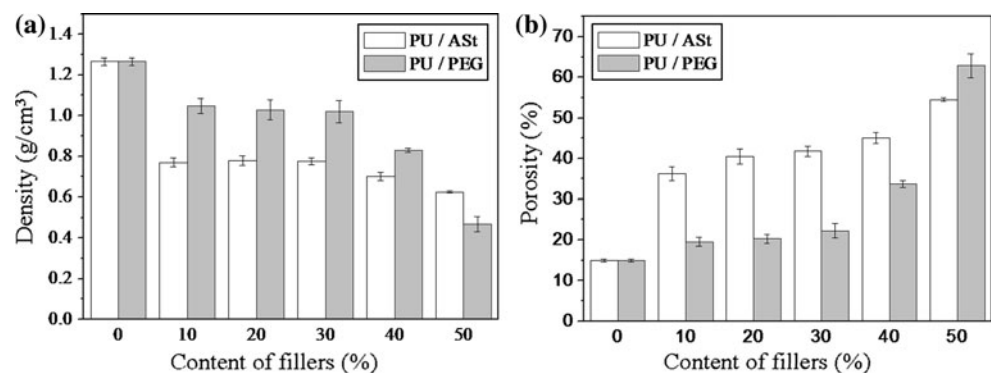 (a)
1.4
1.2
1.0
0.8
0.6
0.4
0.2
0.0
Density (g/cm³)
PU / ASt
PU / PEG
0 10 20 30 40 50
Content of fillers (%)
(b)
70
60
50
40
30
20
10
0
Porosity (%)
PU / ASt
PU / PEG
0 10 20 30 40 50
Content of fillers (%)